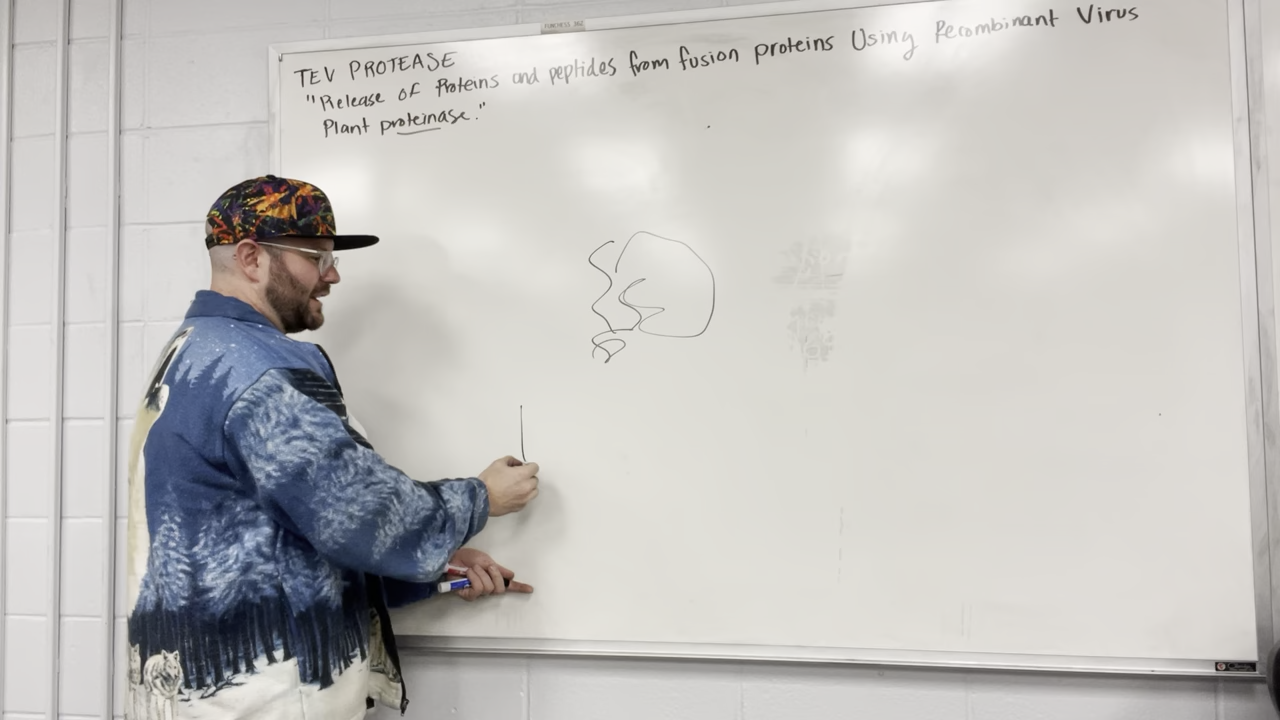 TEV PROTEASE
"Release of Proteins and peptides from fusion proteins Using Recombinant Virus
Plant proteinase."